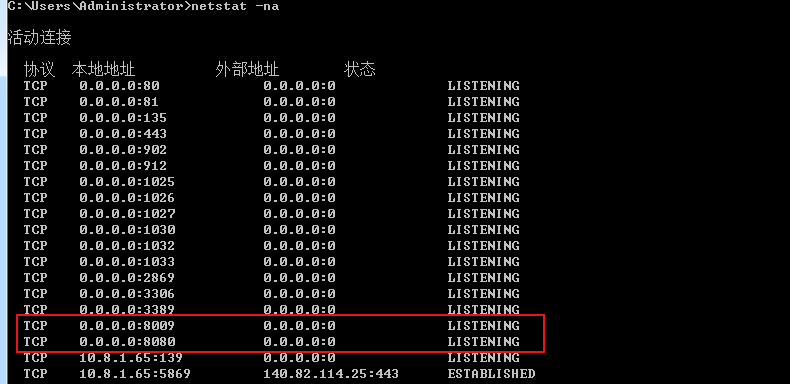 C:\Users\Administrator>netstat -na
活动连接
协议 本地地址 外部地址 状态
TCP 0.0.0.0:80 0.0.0.0:0 LISTENING
TCP 0.0.0.0:81 0.0.0.0:0 LISTENING
TCP 0.0.0.0:135 0.0.0.0:0 LISTENING
TCP 0.0.0.0:443 0.0.0.0:0 LISTENING
TCP 0.0.0.0:902 0.0.0.0:0 LISTENING
TCP 0.0.0.0:912 0.0.0.0:0 LISTENING
TCP 0.0.0.0:1025 0.0.0.0:0 LISTENING
TCP 0.0.0.0:1026 0.0.0.0:0 LISTENING
TCP 0.0.0.0:1027 0.0.0.0:0 LISTENING
TCP 0.0.0.0:1030 0.0.0.0:0 LISTENING
TCP 0.0.0.0:1032 0.0.0.0:0 LISTENING
TCP 0.0.0.0:1033 0.0.0.0:0 LISTENING
TCP 0.0.0.0:2869 0.0.0.0:0 LISTENING
TCP 0.0.0.0:3306 0.0.0.0:0 LISTENING
TCP 0.0.0.0:3389 0.0.0.0:0 LISTENING
TCP 0.0.0.0:8009 0.0.0.0:0 LISTENING
TCP 0.0.0.0:8080 0.0.0.0:0 LISTENING
TCP 10.8.1.65:139 0.0.0.0:0 LISTENING
TCP 10.8.1.65:5869 140.82.114.25:443 ESTABLISHED